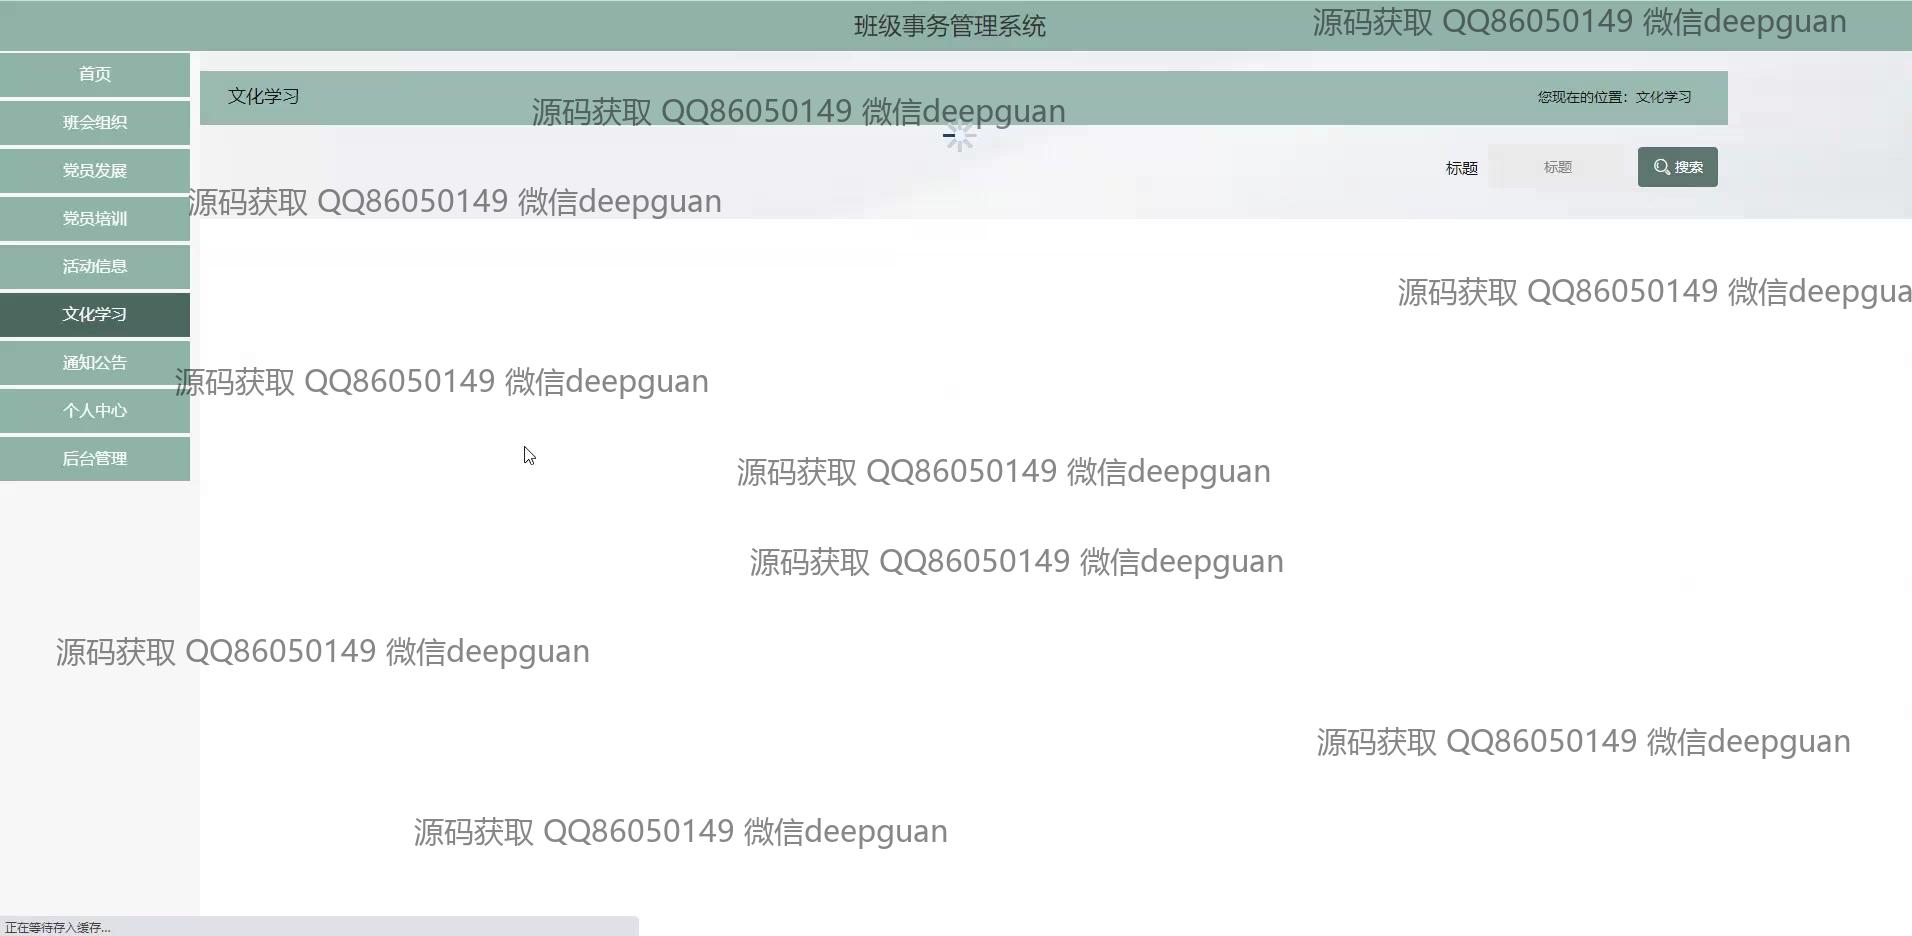 班级事务管理系统
源码获取 QQ86050149 微信deepguan
首页
文化学习
您现在的位置：文化学习
源码获取 QQ86050149 微信deepguan
班会组织
标题
标题
搜索
党员发展
源码获取 QQ86050149 微信deepguan
党员培训
活动信息
源码获取 QQ86050149 微信deepgua
文化学习
通知公告
源码获取 QQ86050149 微信deepguan
个人中心
后台管理
源码获取 QQ86050149 微信deepguan
源码获取 QQ86050149 微信deepguan
源码获取 QQ86050149 微信deepguan
源码获取 QQ86050149 微信deepguan
源码获取 QQ86050149 微信deepguan
正在等待存入缓存...